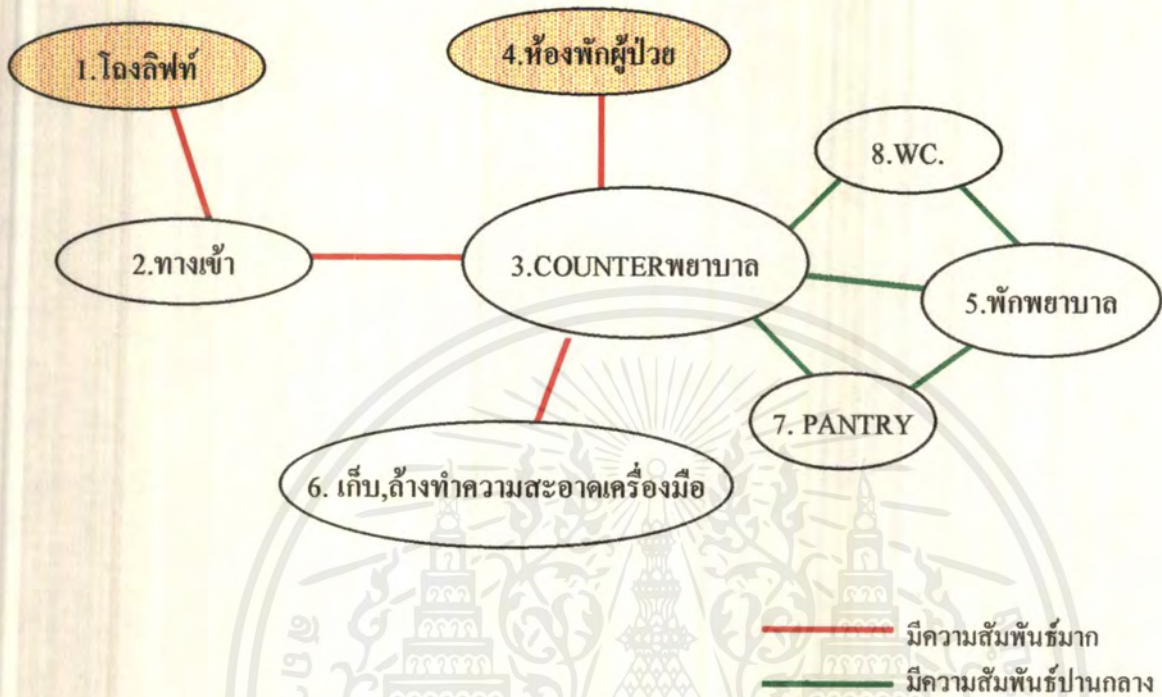 1.โถงลิฟท์
4.ห้องพักผู้ป่วย
8.WC.
2.ทางเข้า
3.COUNTERพยาบาล
5.พักพยาบาล
7. PANTRY
6. เก็บ,ล้างทำความสะอาดเครื่องมือ
มีความสัมพันธ์มาก
มีความสัมพันธ์ปานกลาง